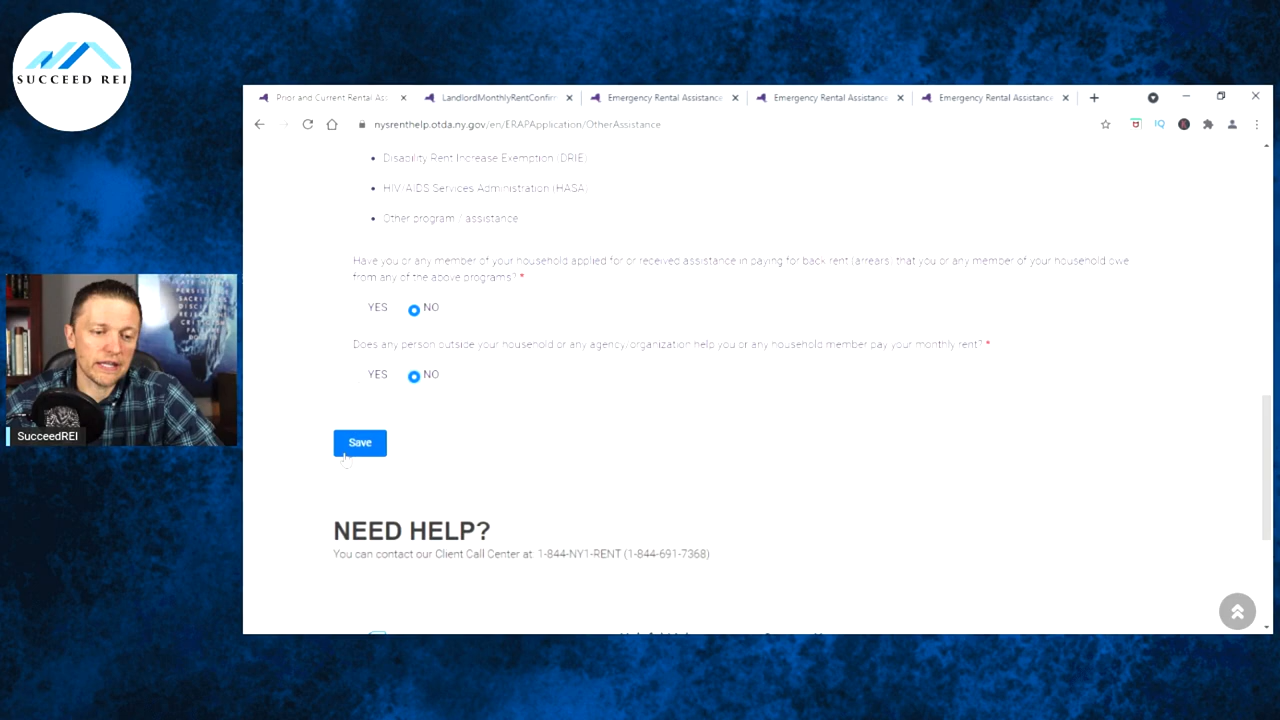 SUCCEED REI
Prior and Current Rental As
LandlordMonthlyRentConfir
Emergency Rental Assistance
Emergency Rental Assistance
Emergency Rental Assistance
nysrenthelp.otda.ny.gov/en/ERAPApplication/OtherAssistance
IQ
• Disability Rent Increase Exemption (DRIE)
• HIV/AIDS Services Administration (HASA)
• Other program / assistance
Have you or any member of your household applied for or received assistance in paying for back rent (arrears) that you or any member of your household owe
from any of the above programs? *
YES NO
Does any person outside your household or any agency/organization help you or any household member pay your monthly rent? *
YES NO
Save
NEED HELP?
You can contact our Client Call Center at: 1-844-NY1-RENT (1-844-691-7368)
SucceedREI